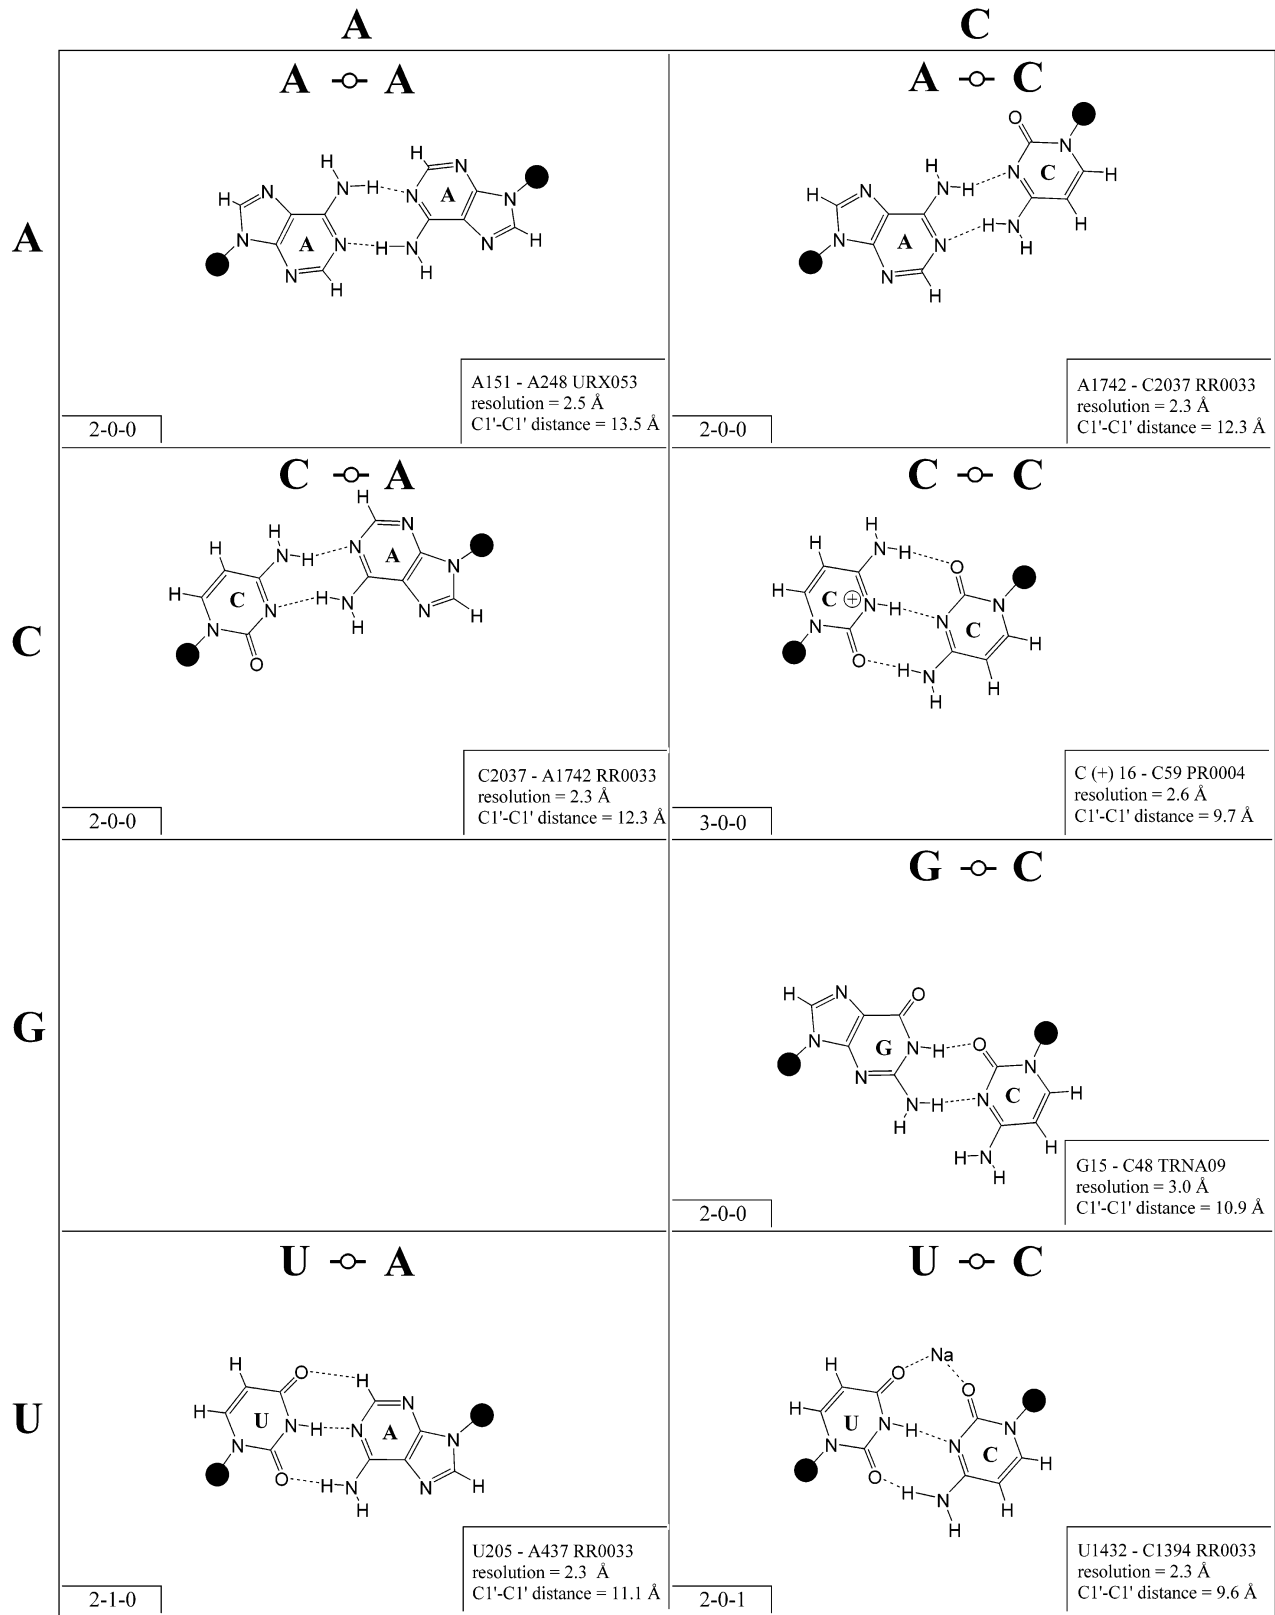 A C
A A
A C
A
H
H
N H
N
H
N
N
A
N
N
A
H
N
N
N
H N
H
H
O
N
N
C
H
H
H
N H
H
N
H N
H
A
N
N
N
H
A151 - A248 URX053
resolution = 2.5 Å
C1'-C1' distance = 13.5 Å
2-0-0
A1742 - C2037 RR0033
resolution = 2.3 Å
C1'-C1' distance = 12.3 Å
2-0-0
C A
C C
C
H
H
H
N H
N
N
A
N
H
C
N
H N
N
H
N
H
O
H
H
N H
O
H
H
C +
N H
N
N
N
C
H
O
H N
H
H
C2037 - A1742 RR0033
resolution = 2.3 Å
C1'-C1' distance = 12.3 Å
2-0-0
C (+) 16 - C59 PR0004
resolution = 2.6 Å
C1'-C1' distance = 9.7 Å
3-0-0
G C
G
H
N
O
N
G
N H
O
N
N
C
H
N
N H
H
H
H N
H
G15 - C48 TRNA09
resolution = 3.0 Å
C1'-C1' distance = 10.9 Å
2-0-0
U A
U C
U
H
O
H
N
H
U
N H
N
A
N
N
O
H N
N
H
H
Na
H
O
O
H
U
N H
N
N
N
C
H
O
H N
H
H
U205 - A437 RR0033
resolution = 2.3 Å
C1'-C1' distance = 11.1 Å
2-1-0
U1432 - C1394 RR0033
resolution = 2.3 Å
C1'-C1' distance = 9.6 Å
2-0-1